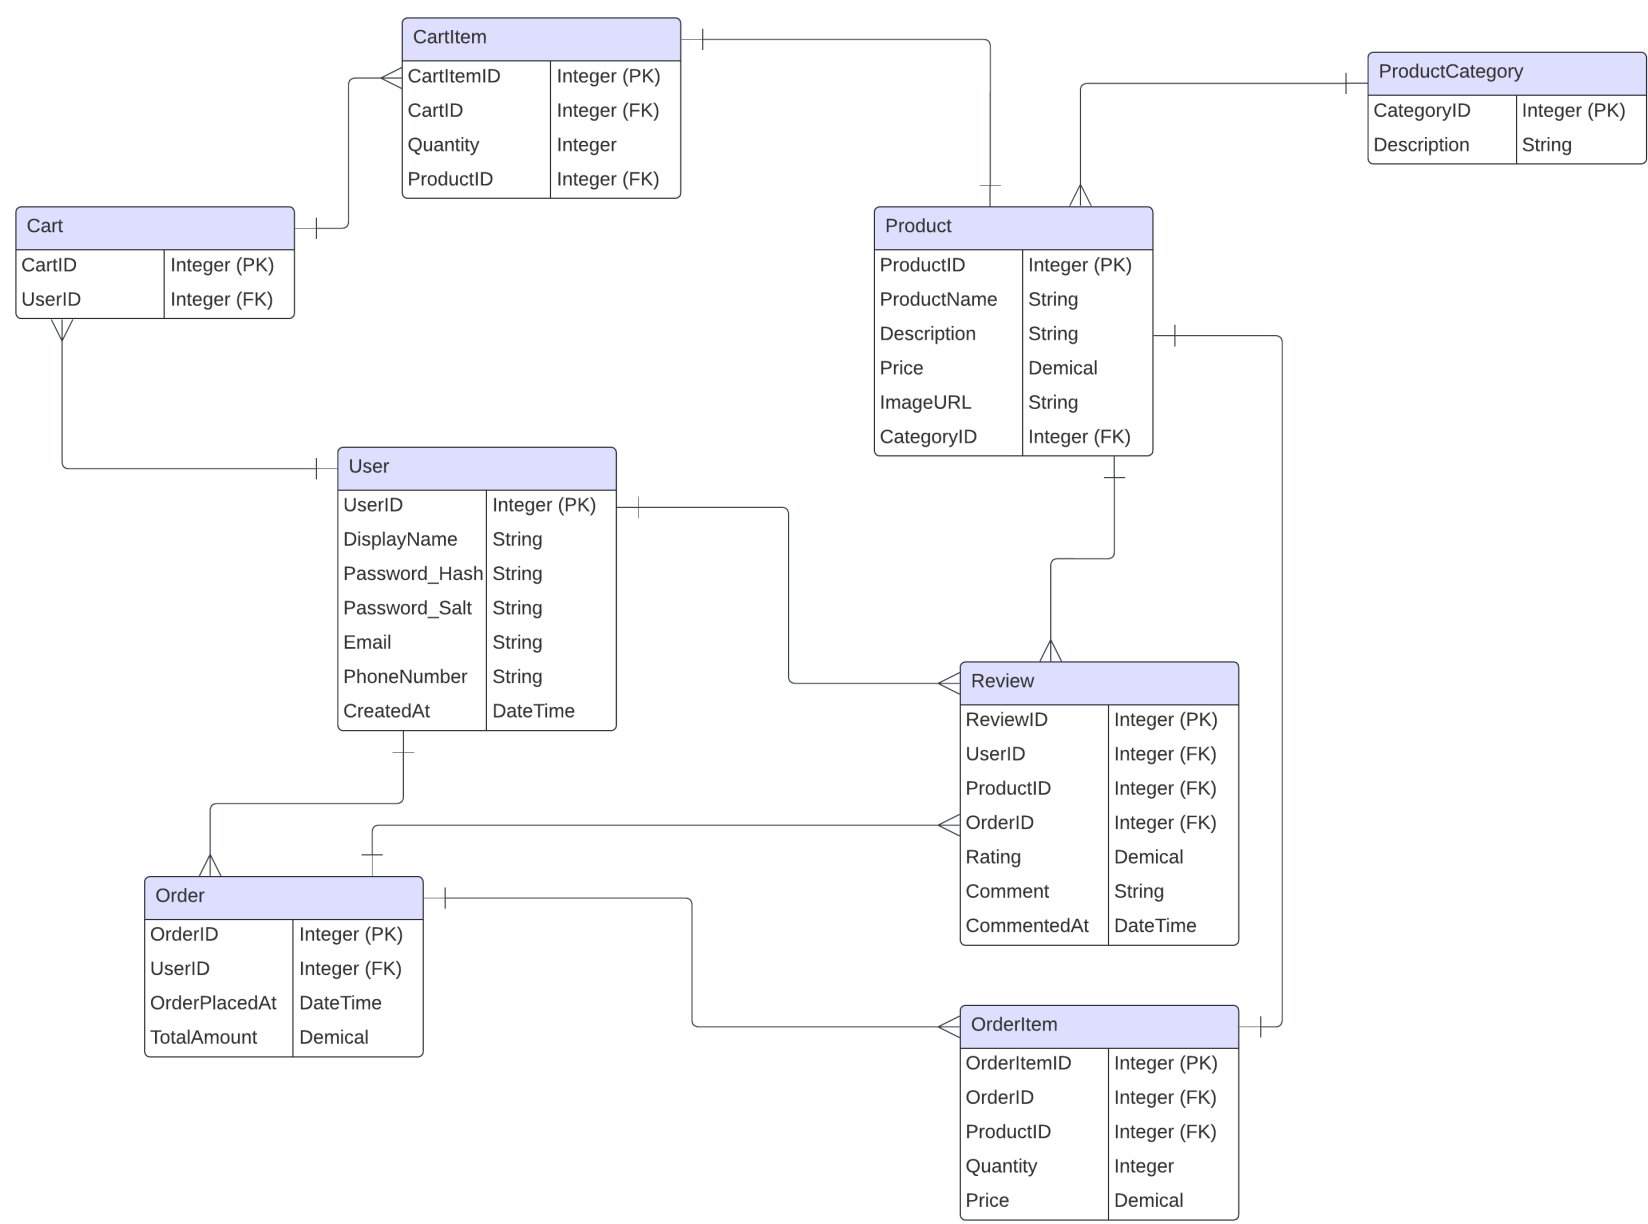 CartItem
CartItemID Integer (PK)
CartID Integer (FK)
Quantity Integer
ProductID Integer (FK)
ProductCategory
CategoryID Integer (PK)
Description String
Cart
CartID Integer (PK)
UserID Integer (FK)
Product
ProductID Integer (PK)
ProductName String
Description String
Price Demical
ImageURL String
CategoryID Integer (FK)
User
UserID Integer (PK)
DisplayName String
Password_Hash String
Password_Salt String
Email String
PhoneNumber String
CreatedAt DateTime
Review
ReviewID Integer (PK)
UserID Integer (FK)
ProductID Integer (FK)
OrderID Integer (FK)
Rating Demical
Comment String
CommentedAt DateTime
Order
OrderID Integer (PK)
UserID Integer (FK)
OrderPlacedAt DateTime
TotalAmount Demical
OrderItem
OrderItemID Integer (PK)
OrderID Integer (FK)
ProductID Integer (FK)
Quantity Integer
Price Demical